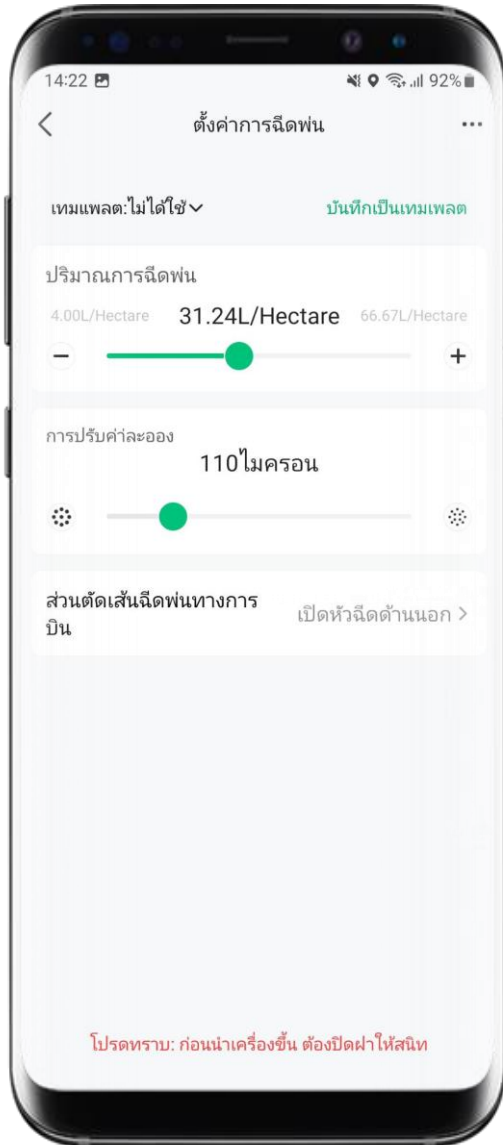 14:22 92%
ตั้งค่าการฉีดพ่น
เทมแพลต:ไม่ได้ใช้ บันทึกเป็นเทมเพลต
ปริมาณการฉีดพ่น
4.00L/Hectare 31.24L/Hectare 66.67L/Hectare
การปรับค่าละออง
110ไมครอน
ส่วนตัดเส้นฉีดพ่นทางการ
บิน
เปิดหัวฉีดด้านนอก
โปรดทราบ: ก่อนนำเครื่องขึ้น ต้องปิดฝาให้สนิท